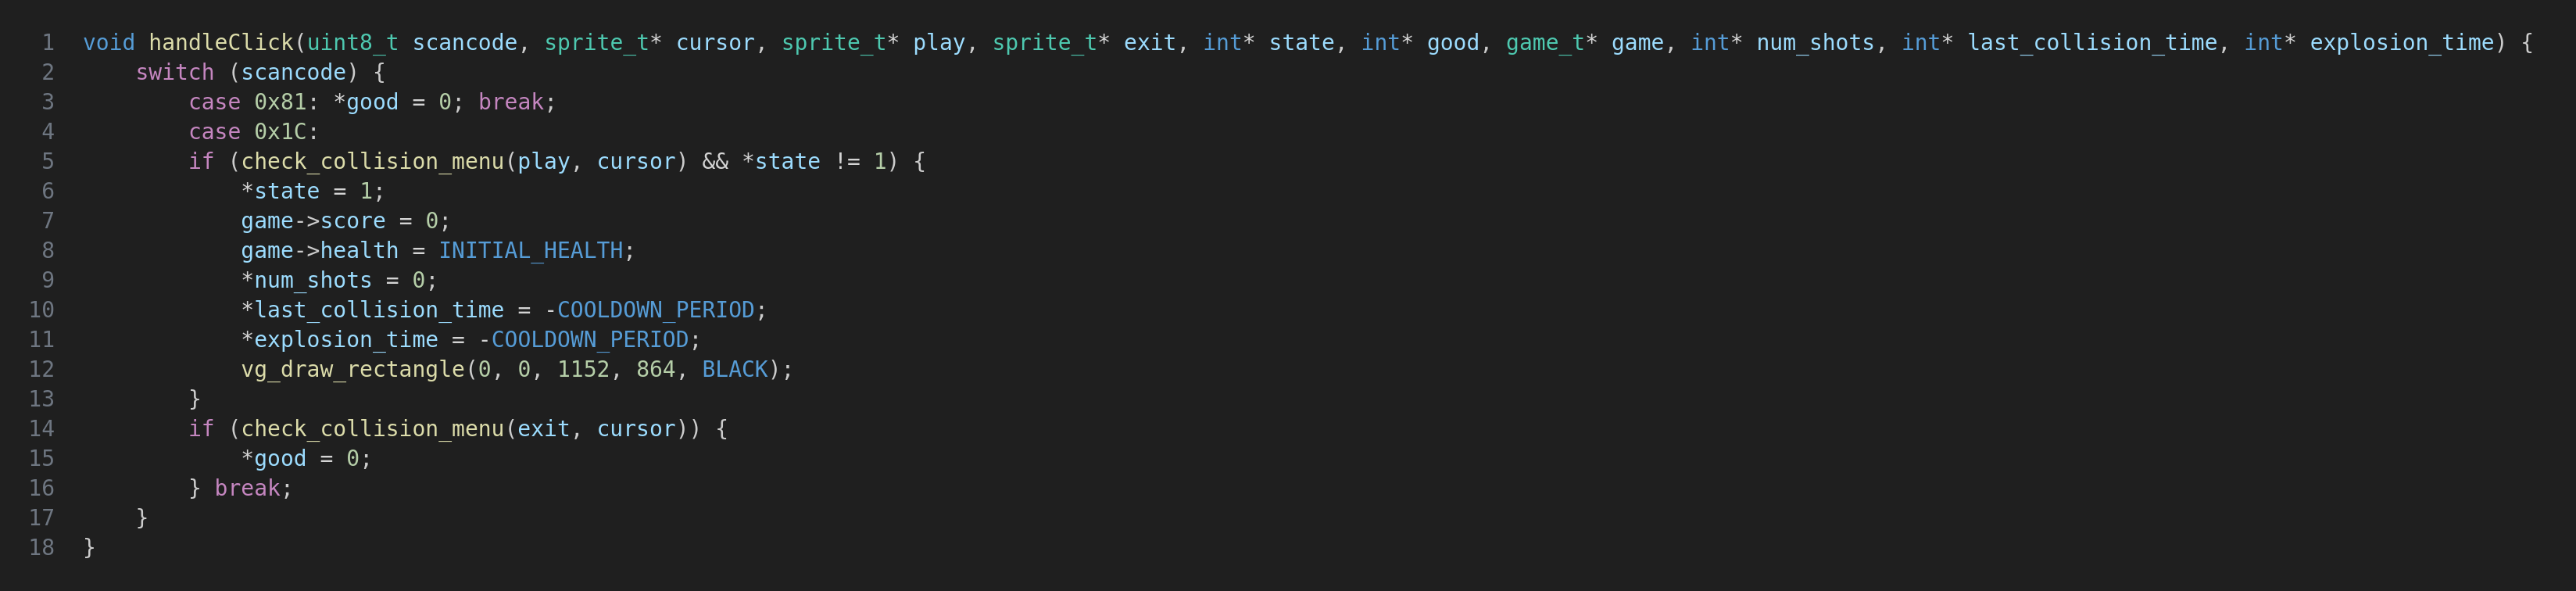 1 void handleClick(uint8_t scancode, sprite_t* cursor, sprite_t* play, sprite_t* exit, int* state, int* good, game_t* game, int* num_shots, int* last_collision_time, int* explosion_time) {
2     switch (scancode) {
3         case 0x81: *good = 0; break;
4         case 0x1C:
5         if (check_collision_menu(play, cursor) && *state != 1) {
6             *state = 1;
7             game->score = 0;
8             game->health = INITIAL_HEALTH;
9             *num_shots = 0;
10             *last_collision_time = -COOLDOWN_PERIOD;
11             *explosion_time = -COOLDOWN_PERIOD;
12             vg_draw_rectangle(0, 0, 1152, 864, BLACK);
13         }
14         if (check_collision_menu(exit, cursor)) {
15             *good = 0;
16         } break;
17     }
18 }